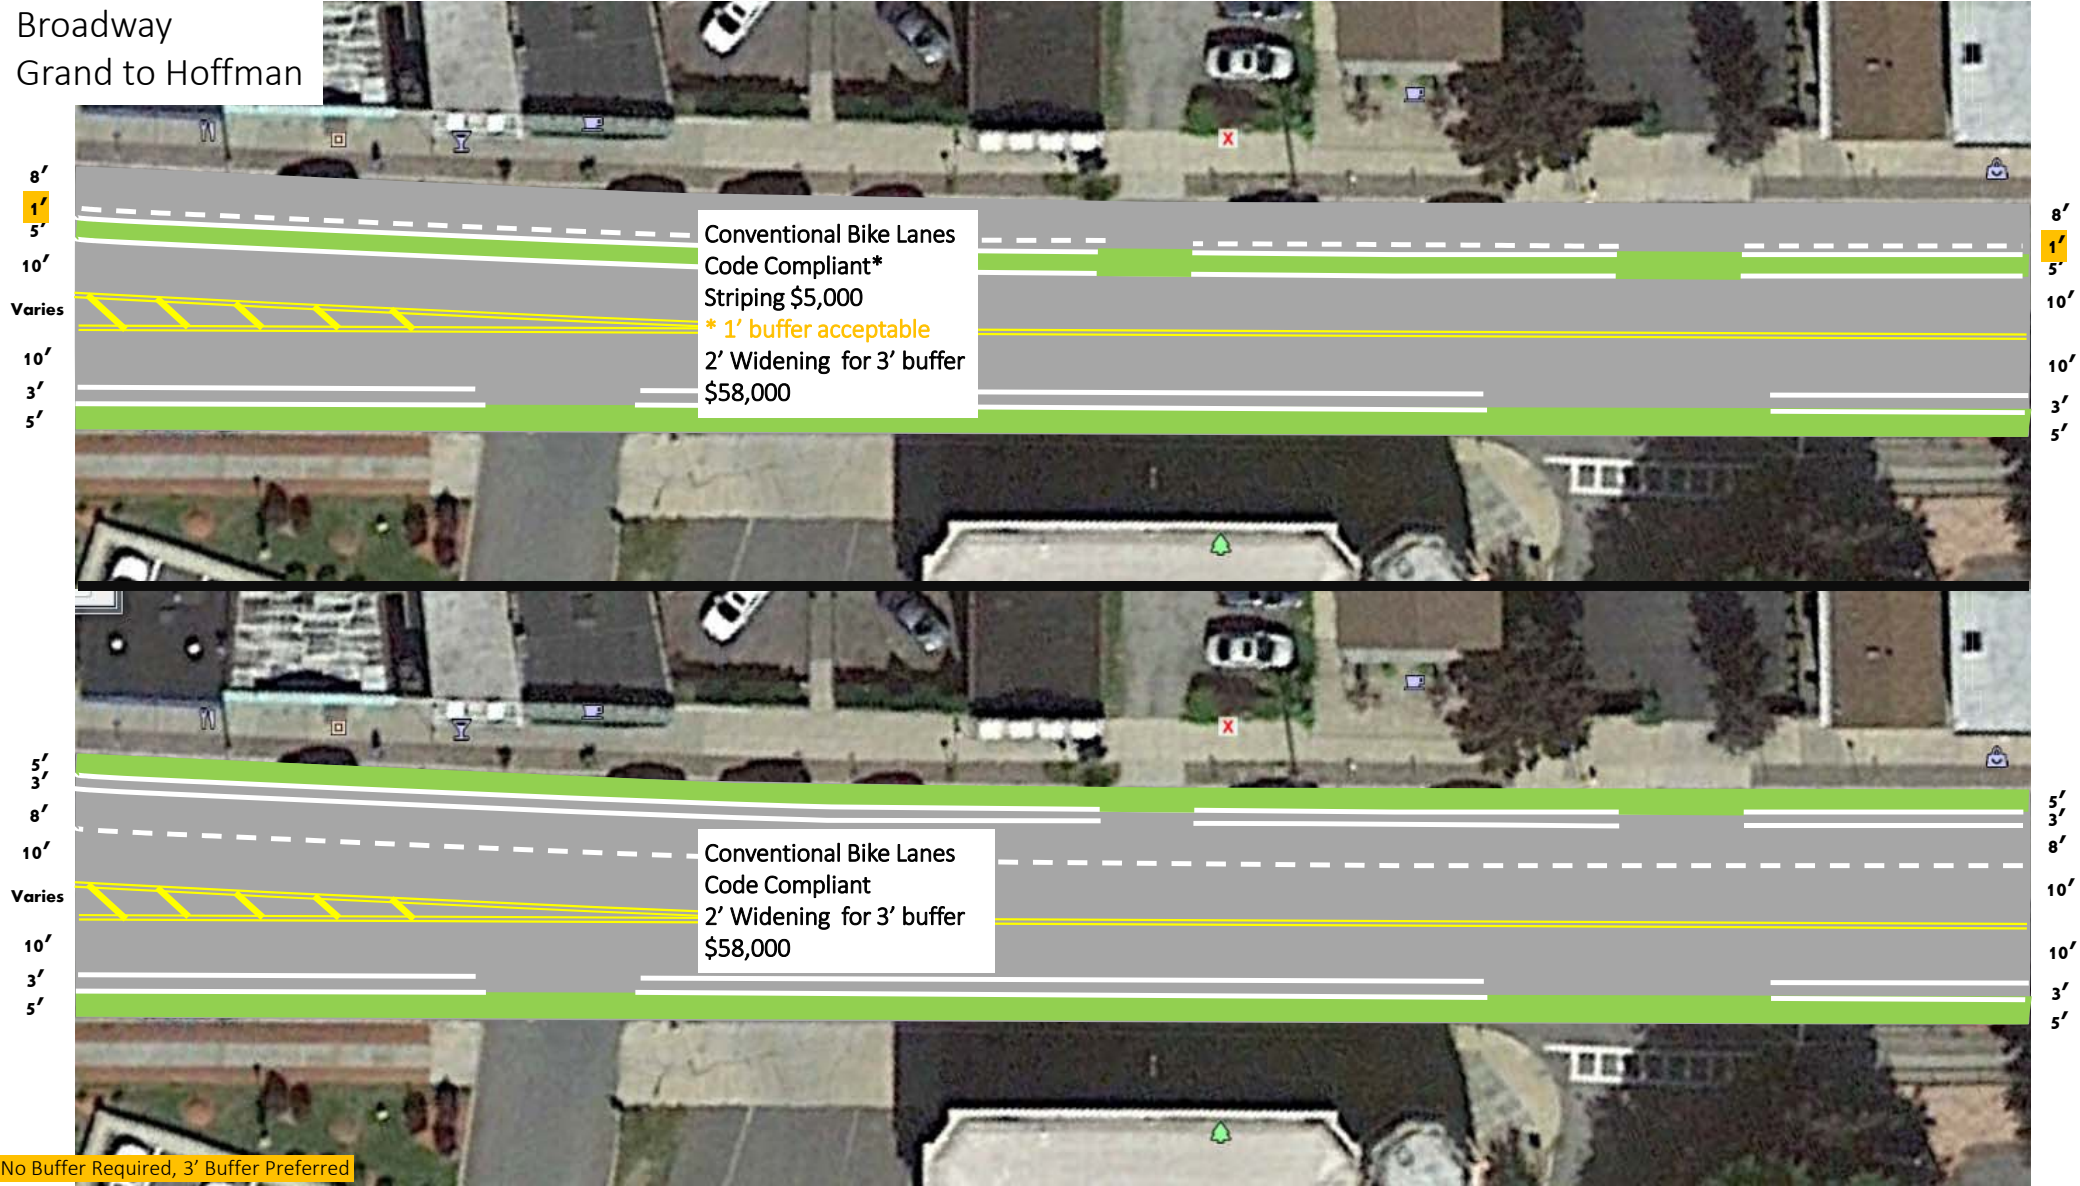 Broadway
Grand to Hoffman
8’
1’
5’
10’
Varies
10’
3’
5’
Conventional Bike Lanes
Code Compliant*
Striping $5,000
* 1’ buffer acceptable
2’ Widening for 3’ buffer
$58,000
8’
1’
5’
10’
10’
3’
5’
X
5’
3’
8’
10’
Varies
10’
3’
5’
Conventional Bike Lanes
Code Compliant
2’ Widening for 3’ buffer
$58,000
5’
3’
8’
10’
10’
3’
5’
X
No Buffer Required, 3’ Buffer Preferred